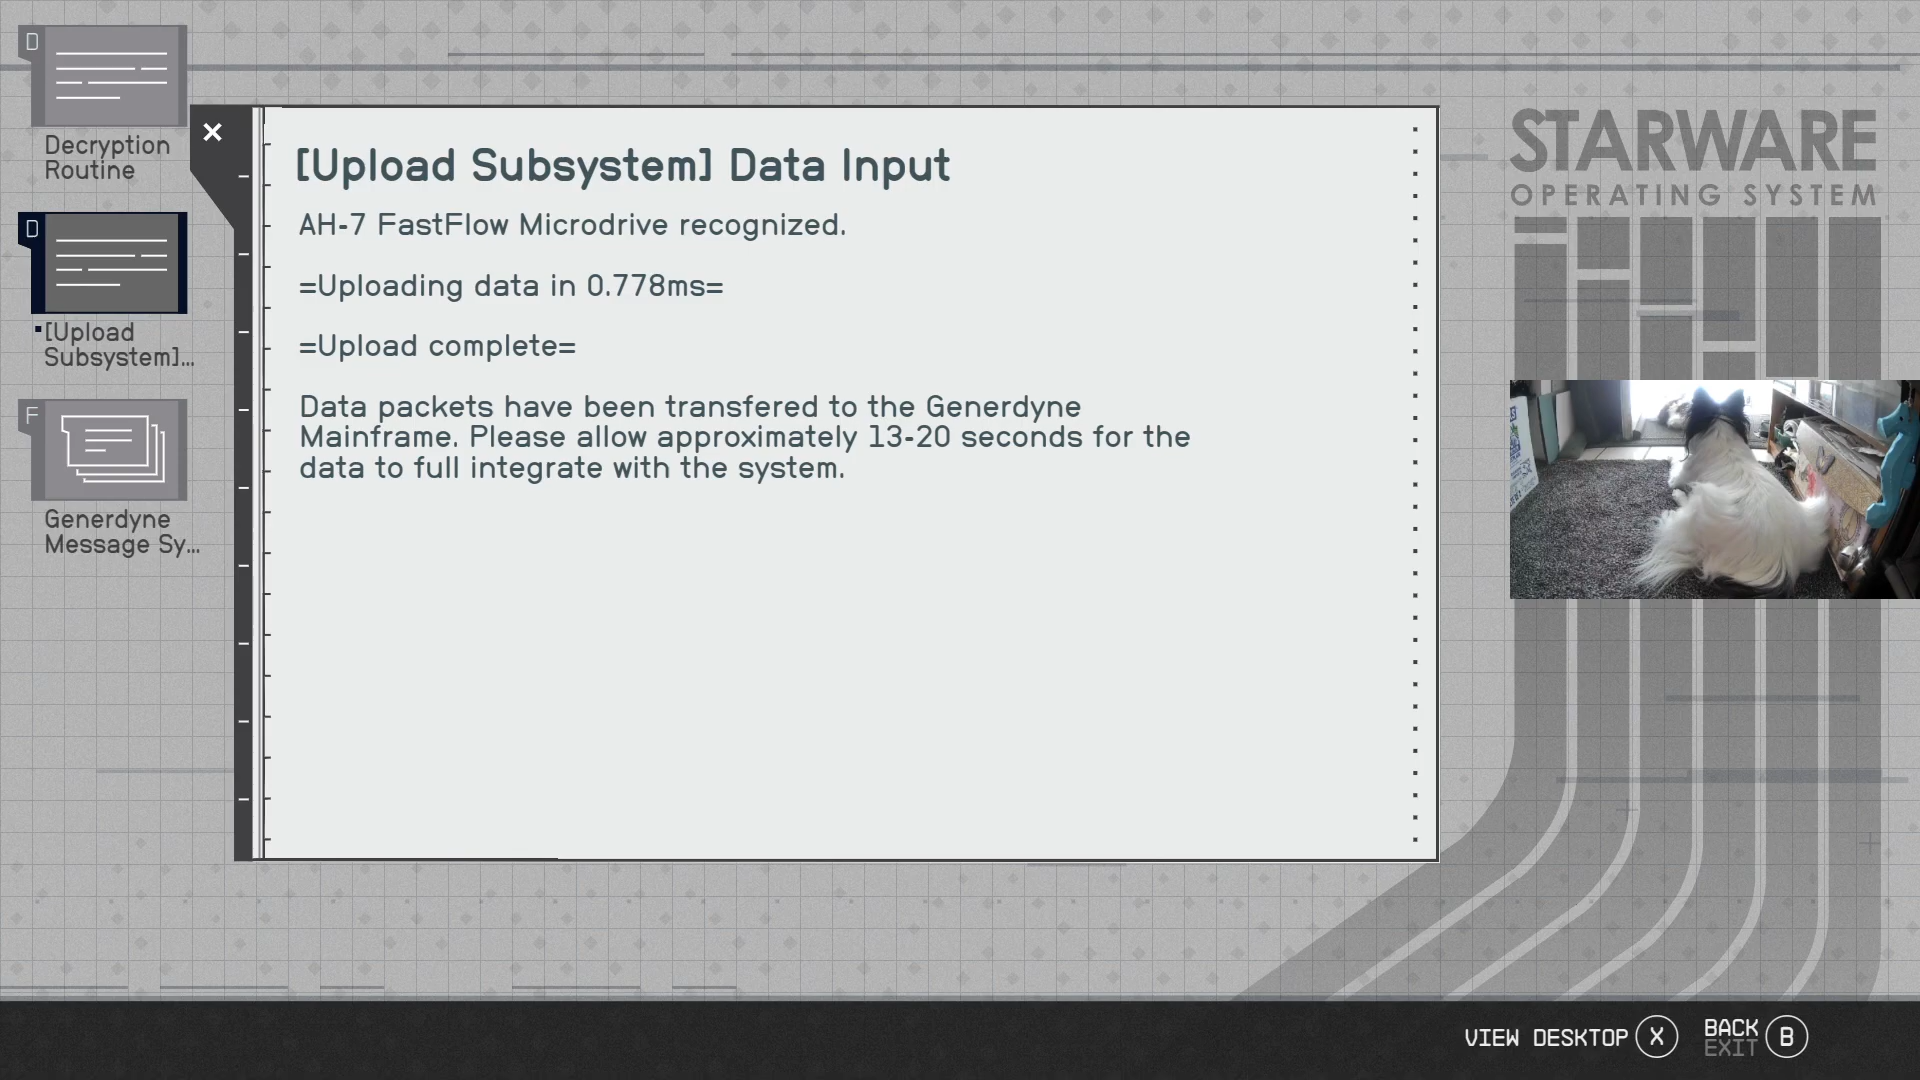 D
Decryption
Routine
D
[Upload
Subsystem]...
F
Generdyne
Message Sy...
[Upload Subsystem] Data Input
AH-7 FastFlow Microdrive recognized.
=Uploading data in 0.778ms=
=Upload complete=
Data packets have been transfered to the Generdyne
Mainframe. Please allow approximately 13-20 seconds for the
data to full integrate with the system.
STARWARE
OPERATING SYSTEM
VIEW DESKTOP X
BACK B
EXIT